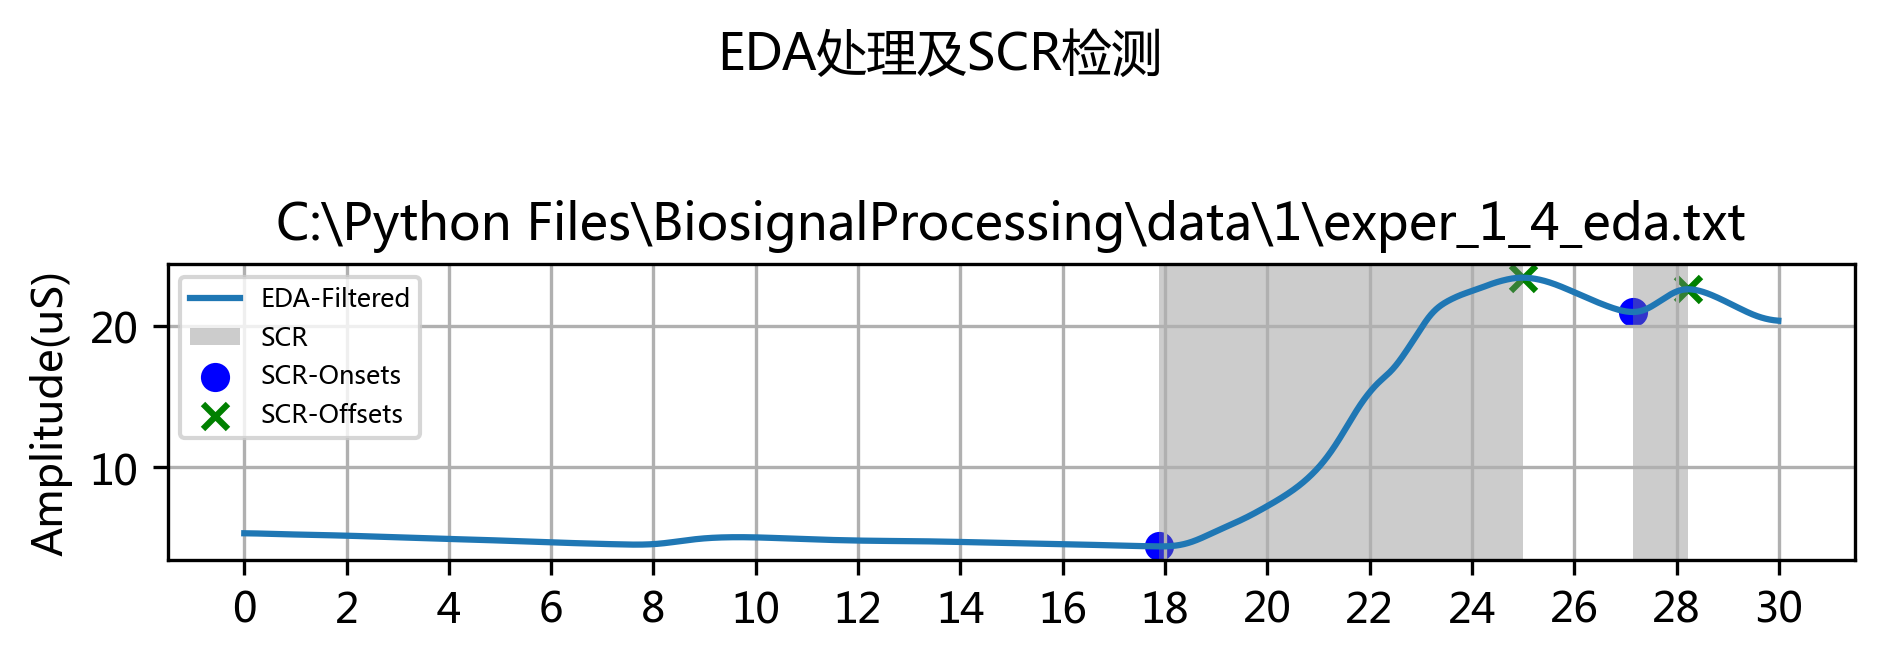 EDA处理及SCR检测
C:\Python Files\BiosignalProcessing\data\1\exper_1_4_eda.txt
Amplitude(uS)
20
10
EDA-Filtered
SCR
SCR-Onsets
SCR-Offsets
0 2 4 6 8 10 12 14 16 18 20 22 24 26 28 30